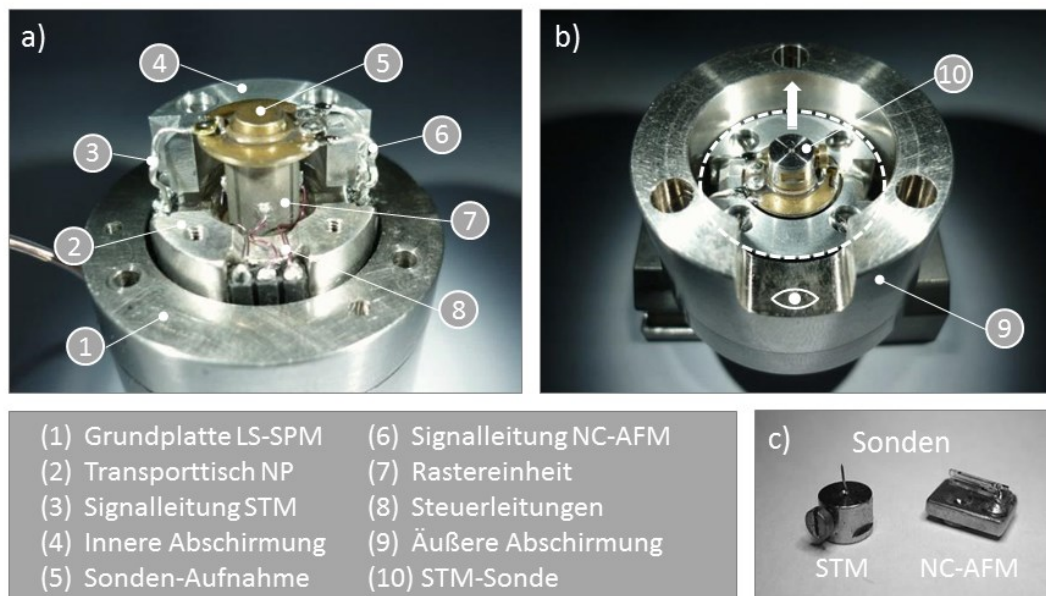 a)
4
5
3
6
2
7
8
1
b)
10
9
(1) Grundplatte LS-SPM
(2) Transporttisch NP
(3) Signalleitung STM
(4) Innere Abschirmung
(5) Sonden-Aufnahme
(6) Signalleitung NC-AFM
(7) Rastereinheit
(8) Steuerleitungen
(9) Äußere Abschirmung
(10) STM-Sonde
c)
Sonden
STM
NC-AFM